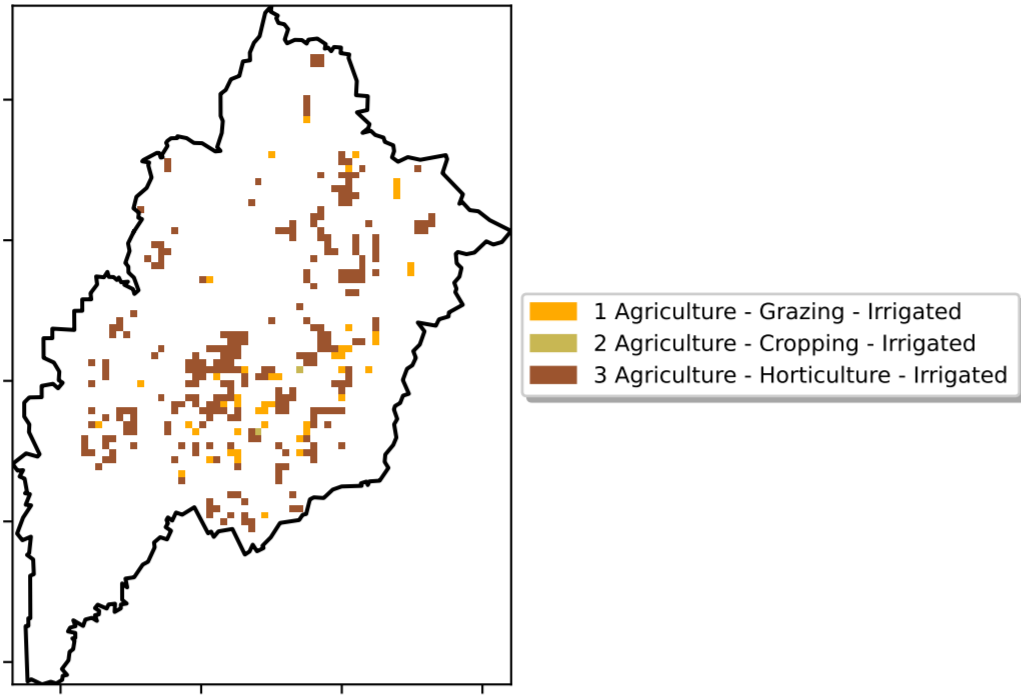 1 Agriculture - Grazing - Irrigated
2 Agriculture - Cropping - Irrigated
3 Agriculture - Horticulture - Irrigated